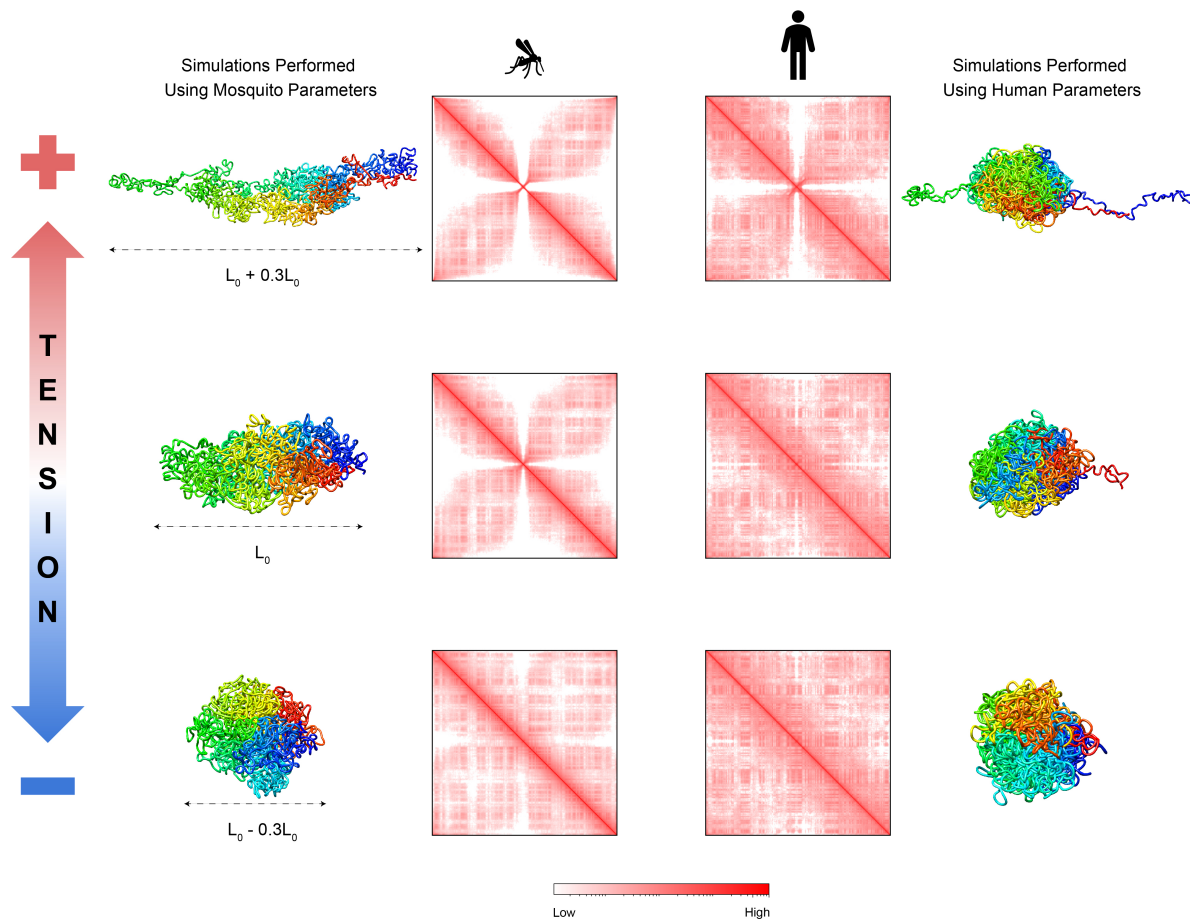 Simulations Performed
Using Mosquito Parameters
Simulations Performed
Using Human Parameters
TENSION
L0 + 0.3L0
L0
L0 - 0.3L0
Low
High